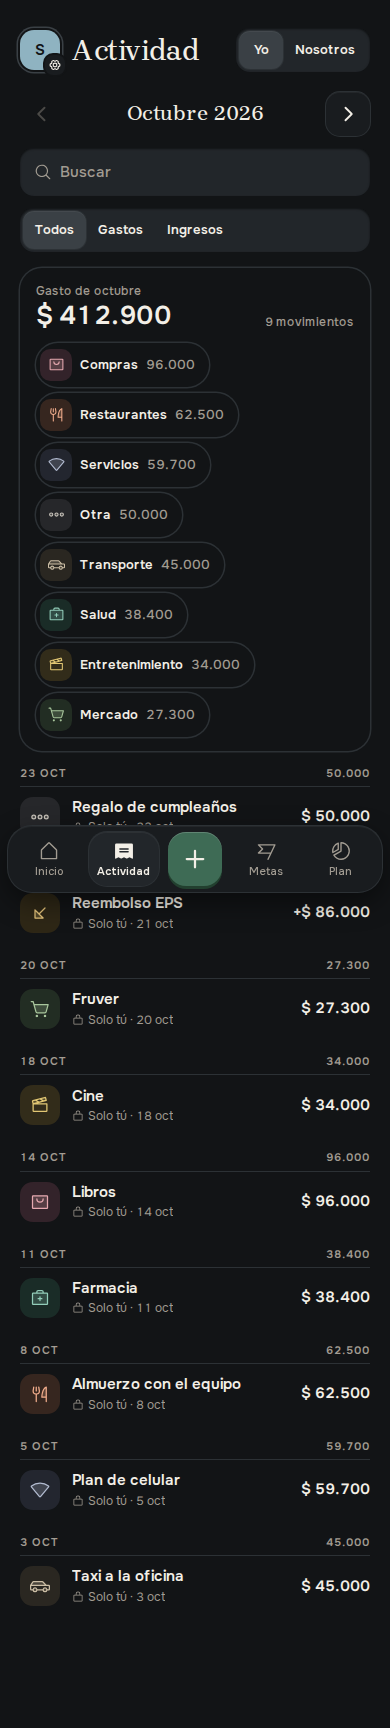 S Actividad Yo Nosotros
Octubre 2026
Buscar
Todos Gastos Ingresos
Gasto de octubre
$ 412.900 9 movimientos
Compras 96.000
Restaurantes 62.500
Servicios 59.700
Otra 50.000
Transporte 45.000
Salud 38.400
Entretenimiento 34.000
Mercado 27.300
23 OCT 50.000
Regalo de cumpleaños $ 50.000
Inicio Actividad Metas Plan
Reembolso EPS +$ 86.000
Solo tú · 21 oct
20 OCT 27.300
Fruver $ 27.300
Solo tú · 20 oct
18 OCT 34.000
Cine $ 34.000
Solo tú · 18 oct
14 OCT 96.000
Libros $ 96.000
Solo tú · 14 oct
11 OCT 38.400
Farmacia $ 38.400
Solo tú · 11 oct
8 OCT 62.500
Almuerzo con el equipo $ 62.500
Solo tú · 8 oct
5 OCT 59.700
Plan de celular $ 59.700
Solo tú · 5 oct
3 OCT 45.000
Taxi a la oficina $ 45.000
Solo tú · 3 oct